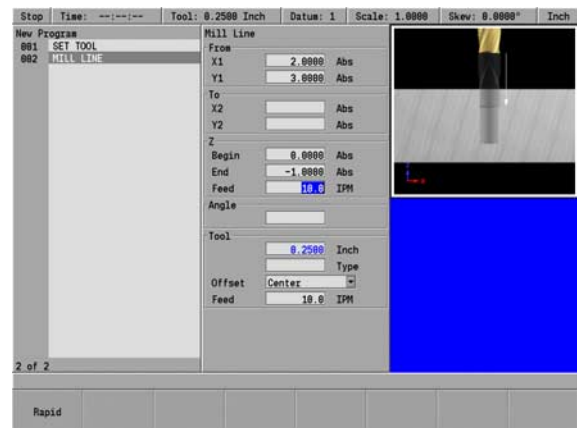 Stop Time: --:--:-- Tool: 0.2500 Inch Datum: 1 Scale: 1.0000 Skew: 0.0000° Inch
New Program
001 SET TOOL
002 MILL LINE
2 of 2
Mill Line
From
X1 2.0000 Abs
Y1 3.0000 Abs
To
X2 Abs
Y2 Abs
Z
Begin 0.0000 Abs
End -1.0000 Abs
Feed 10.0 IPM
Angle
Tool
0.2500 Inch
Type
Offset Center
Feed 10.0 IPM
Rapid